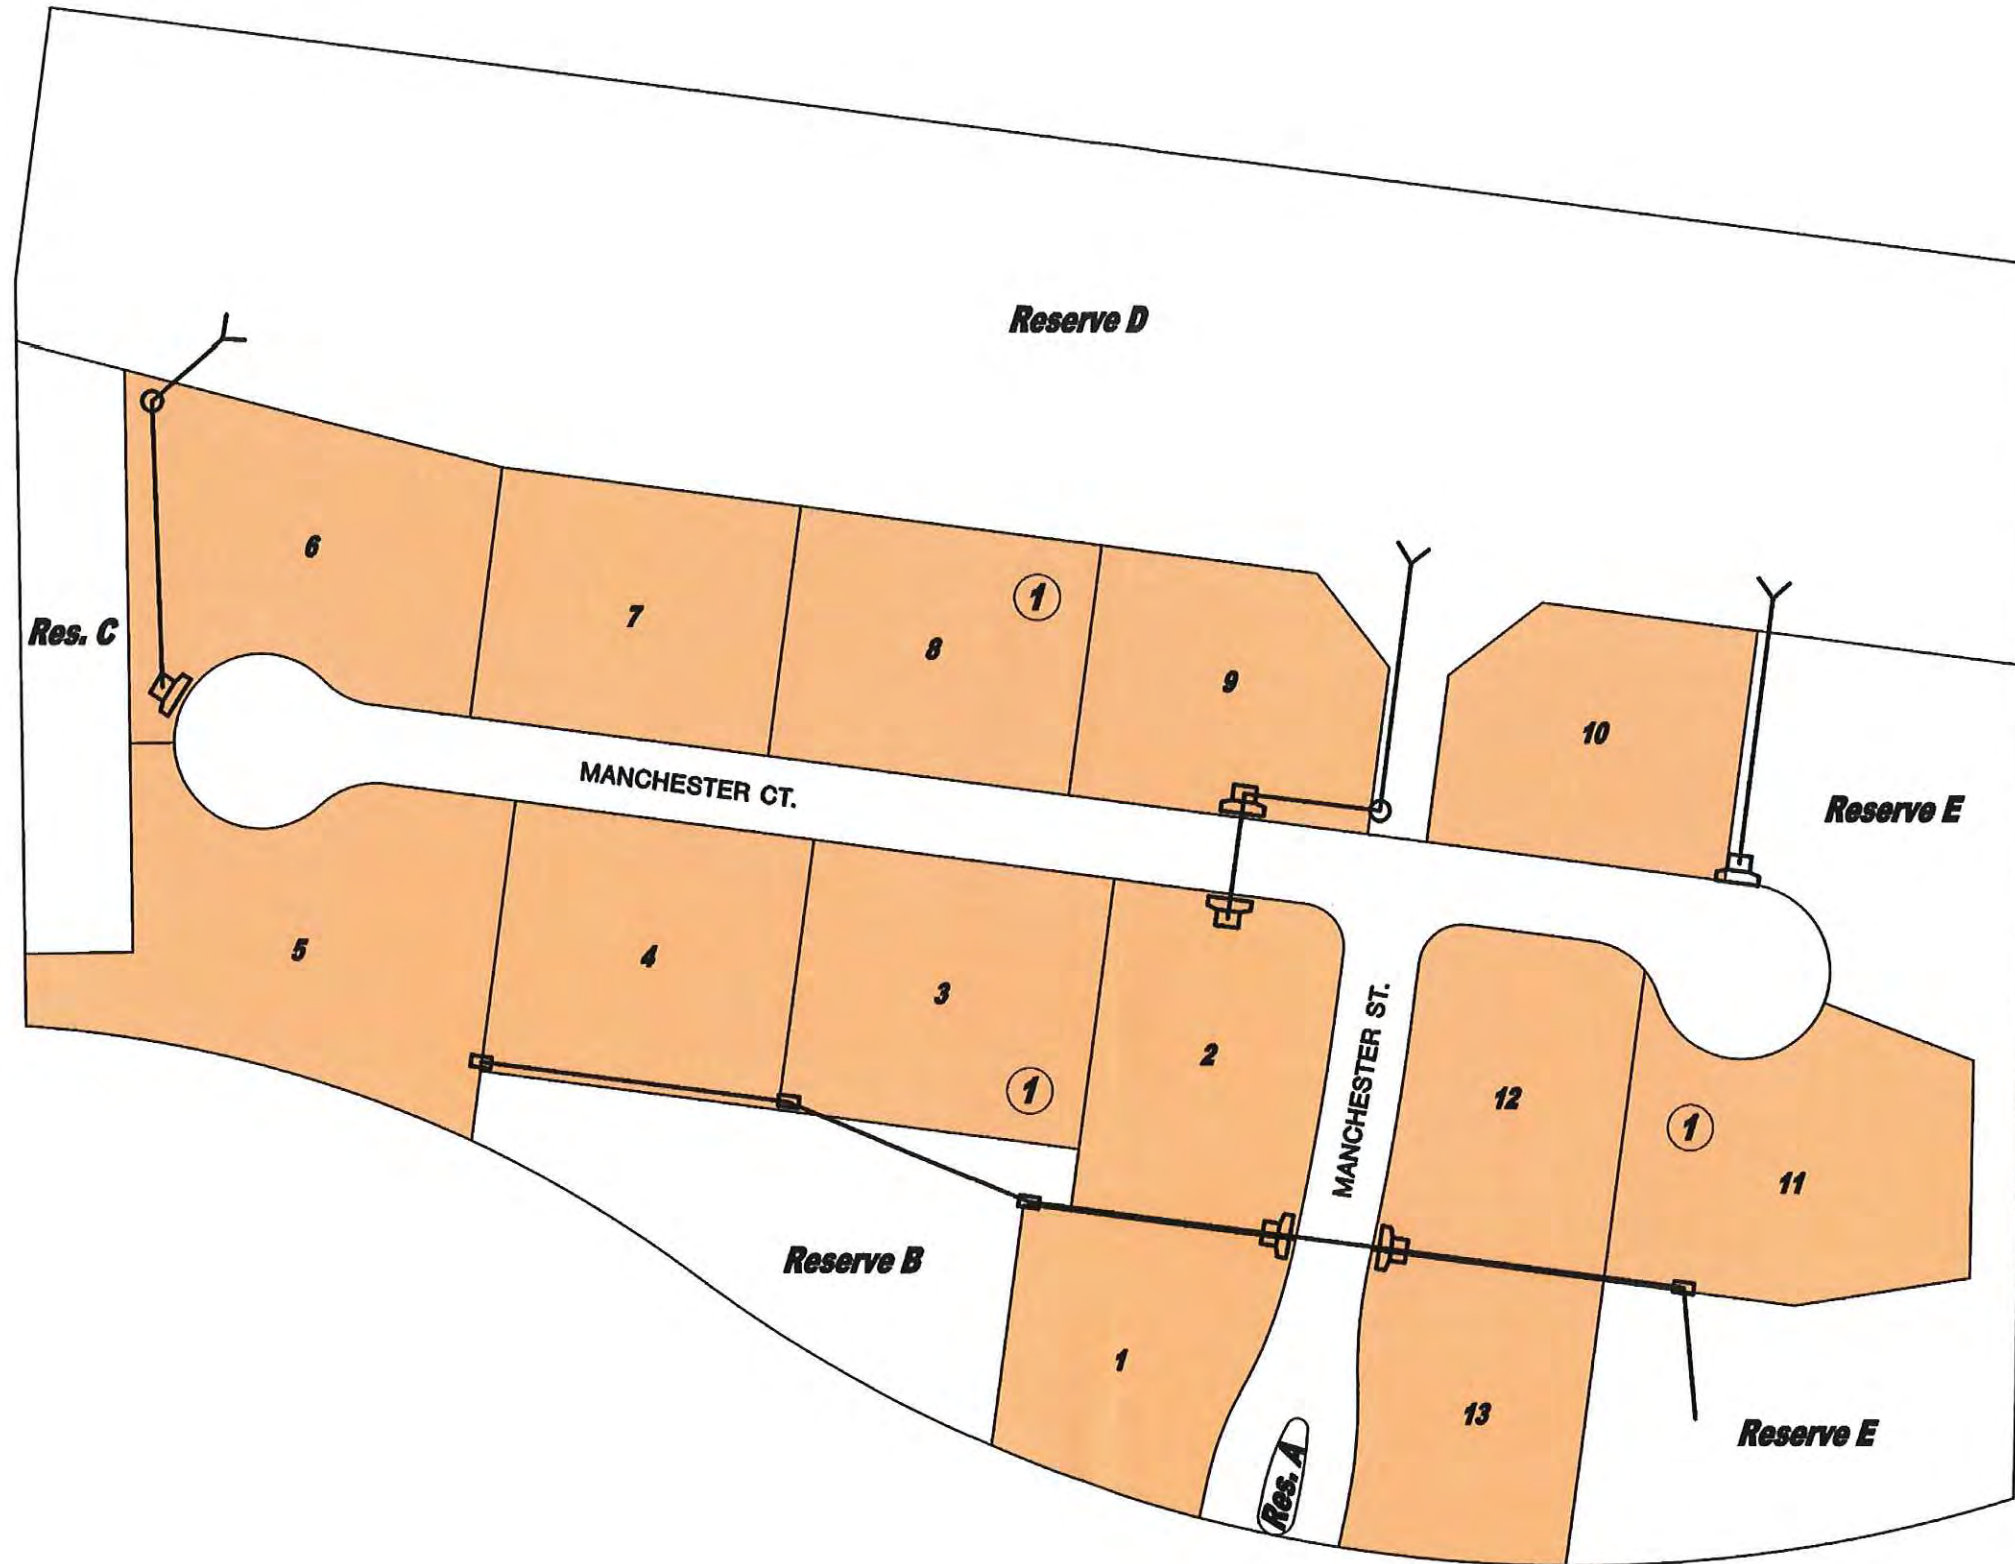 Reserve D
6
7
8
1
9
10
Res. C
MANCHESTER CT.
Reserve E
5
4
3
1
2
MANCHESTER ST.
12
1
11
Reserve B
1
13
Reserve E
Res. A